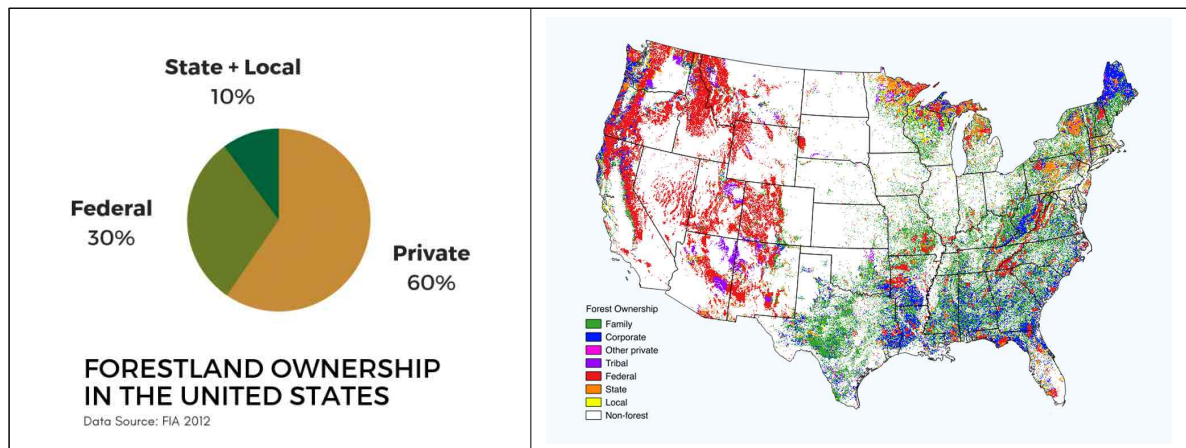 State + Local
10%
Federal
30%
Private
60%
FORESTLAND OWNERSHIP
IN THE UNITED STATES
Data Source: FIA 2012
Forest Ownership
Family
Corporate
Other private
Tribal
Federal
State
Local
Non-forest